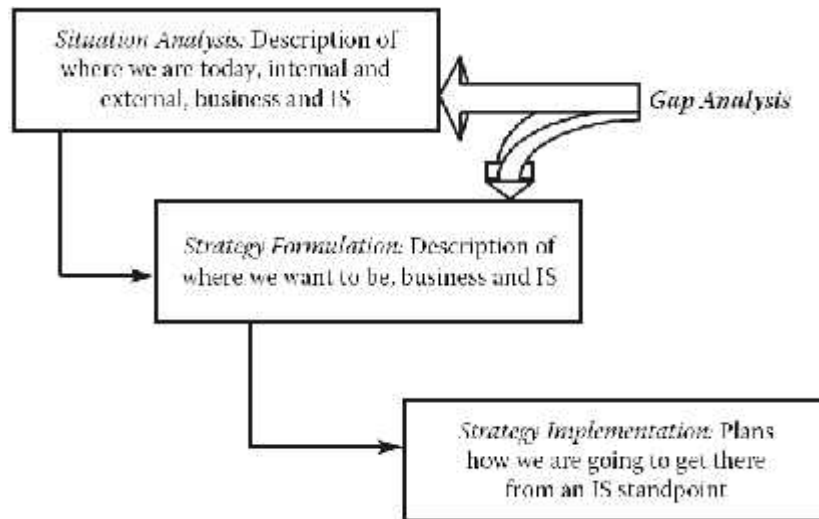 Situation Analysis: Description of
where we are today, internal and
external, business and IS
Gap Analysis
Strategy Formulation: Description of
where we want to be, business and IS
Strategy Implementation: Plans
how we are going to get there
from an IS standpoint